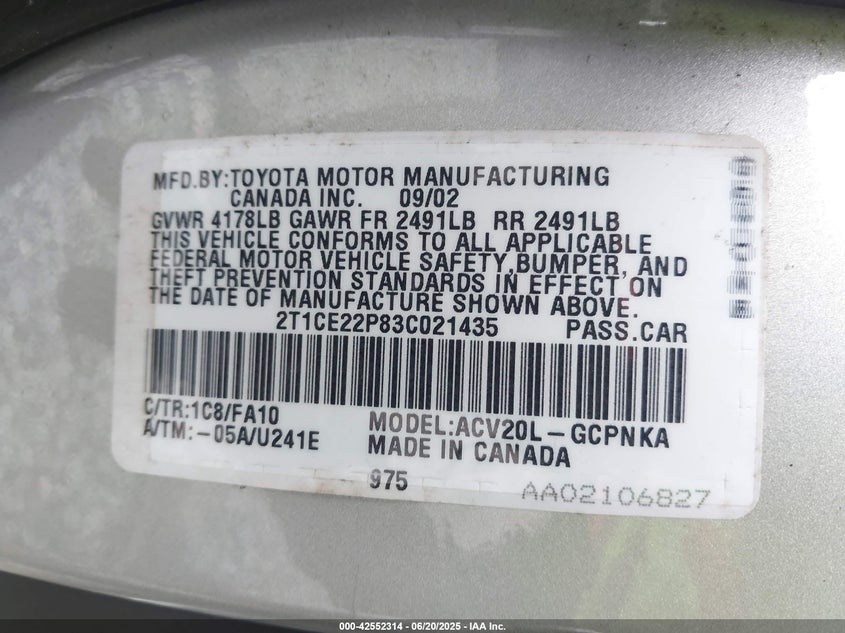 MFD.BY:TOYOTA MOTOR MANUFACTURING
CANADA INC. 09/02
GVWR 4178LB GAWR FR 2491LB RR 2491LB
THIS VEHICLE CONFORMS TO ALL APPLICABLE
FEDERAL MOTOR VEHICLE SAFETY,BUMPER, AND
THEFT PREVENTION STANDARDS IN EFFECT ON
THE DATE OF MANUFACTURE SHOWN ABOVE.
2T1CE22P83C021435 PASS.CAR
C/TR:1C8/FA10 MODEL:ACV20L-GCPNKA
A/TM:-05A/U241E MADE IN CANADA
975
AA02106827
000-42552314 - 06/20/2025 - IAA Inc.